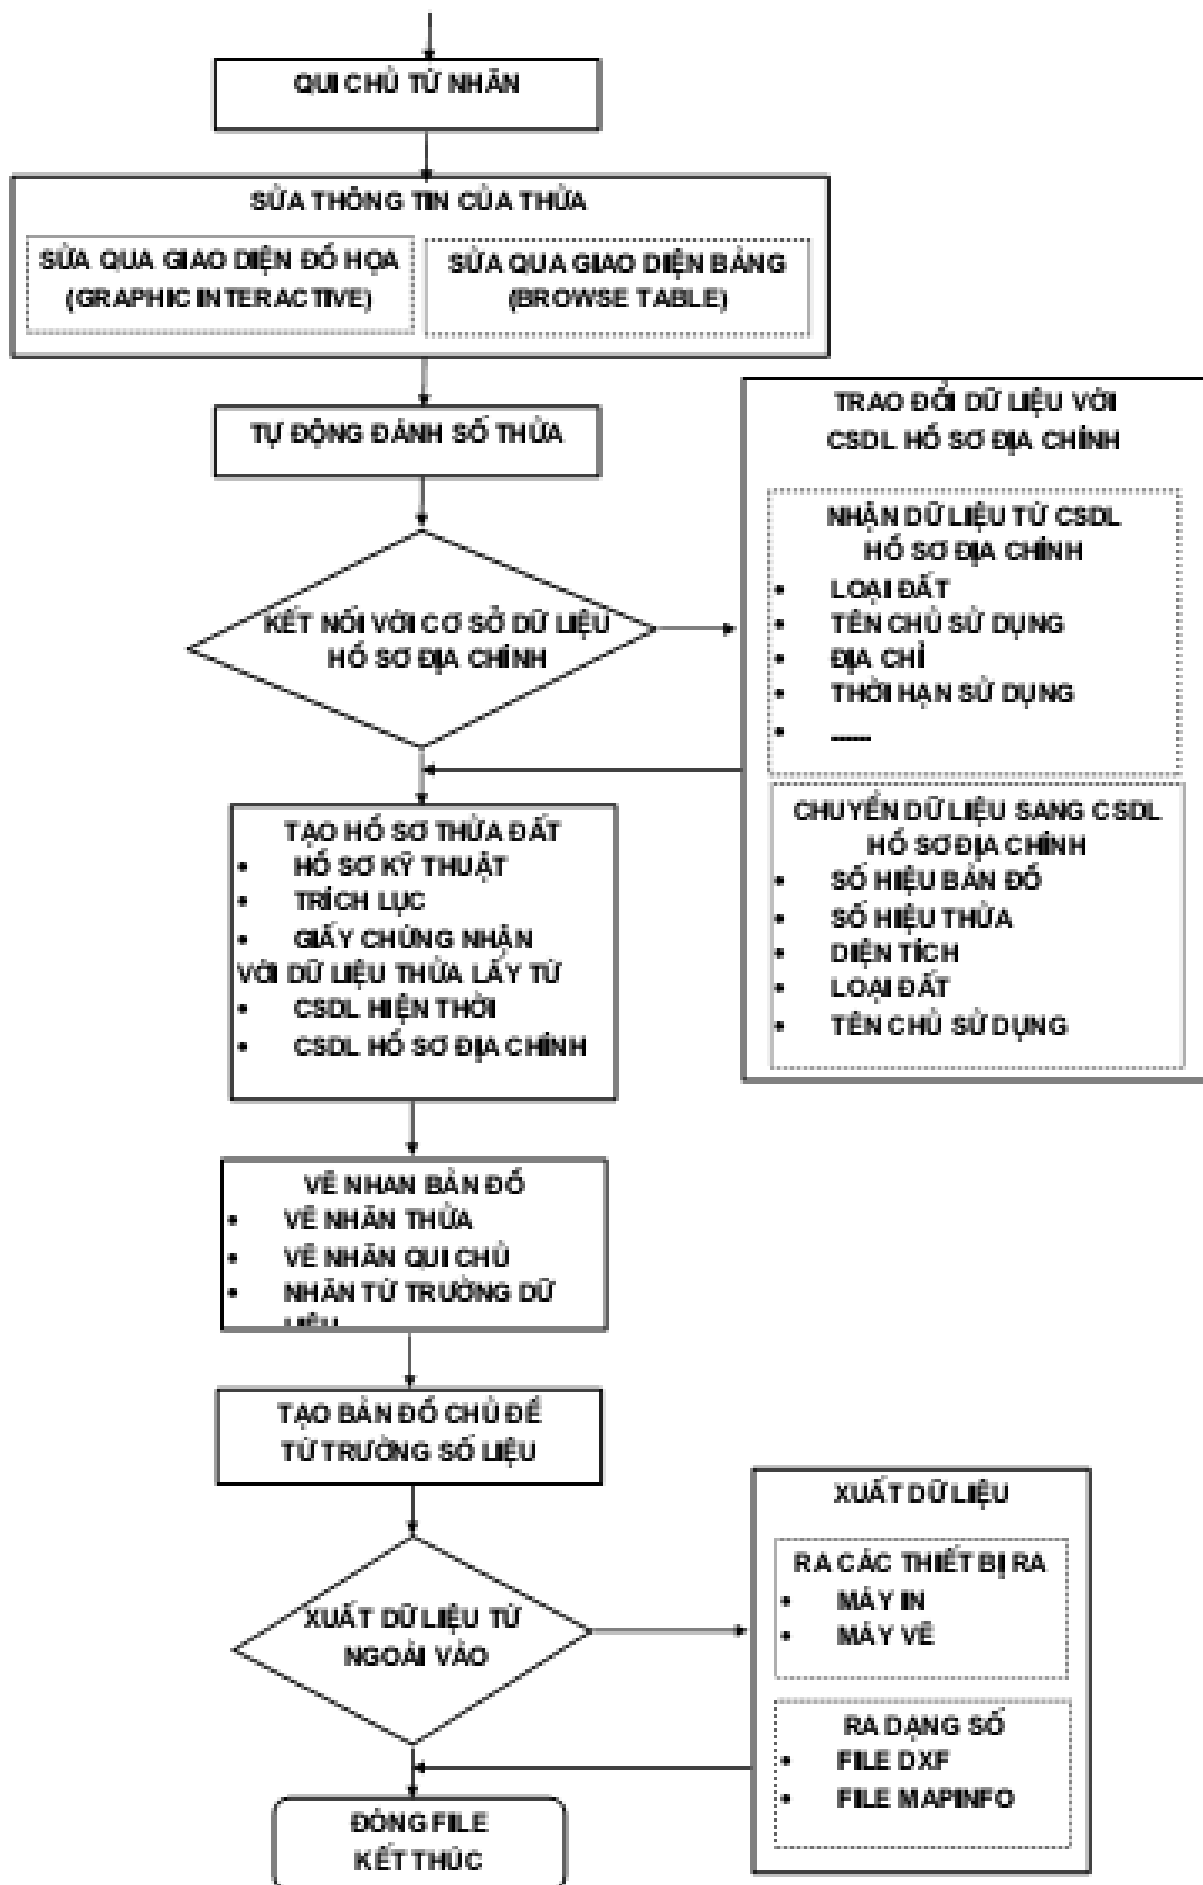 QUI CHỦ TỪ NHÃN
SỬA THÔNG TIN CỦA THỬA
SỬA QUA GIAO DIỆN ĐỒ HỌA
(GRAPHIC INTERACTIVE)
SỬA QUA GIAO DIỆN BẢNG
(BROWSE TABLE)
TỰ ĐỘNG ĐÁNH SỐ THỬA
KẾT NỐI VỚI CƠ SỞ DỮ LIỆU
HỒ SƠ ĐỊA CHÍNH
TRAO ĐỔI DỮ LIỆU VỚI
CSDL HỒ SƠ ĐỊA CHÍNH
NHẬN DỮ LIỆU TỪ CSDL
HỒ SƠ ĐỊA CHÍNH
• LOẠI ĐẤT
• TÊN CHỦ SỬ DỤNG
• ĐỊA CHỈ
• THỜI HẠN SỬ DỤNG
• ......
CHUYỂN DỮ LIỆU SANG CSDL
HỒ SƠ ĐỊA CHÍNH
• SỐ HIỆU BẢN ĐỒ
• SỐ HIỆU THỬA
• DIỆN TÍCH
• LOẠI ĐẤT
• TÊN CHỦ SỬ DỤNG
TẠO HỒ SƠ THỬA ĐẤT
• HỒ SƠ KỸ THUẬT
• TRÍCH LỤC
• GIẤY CHỨNG NHẬN
VỚI DỮ LIỆU THỬA LẤY TỪ
• CSDL HIỆN THỜI
• CSDL HỒ SƠ ĐỊA CHÍNH
VẼ NHAN BẢN ĐỒ
• VẼ NHÃN THỬA
• VẼ NHÃN QUI CHỦ
• NHÃN TỪ TRƯỜNG DỮ
LIỆU
TẠO BẢN ĐỒ CHỦ ĐỀ
TỪ TRƯỜNG SỐ LIỆU
XUẤT DỮ LIỆU TỪ
NGOÀI VÀO
XUẤT DỮ LIỆU
RA CÁC THIẾT BỊ RA
• MÁY IN
• MÁY VẼ
RA DẠNG SỐ
• FILE DXF
• FILE MAPINFO
ĐÓNG FILE
KẾT THÚC